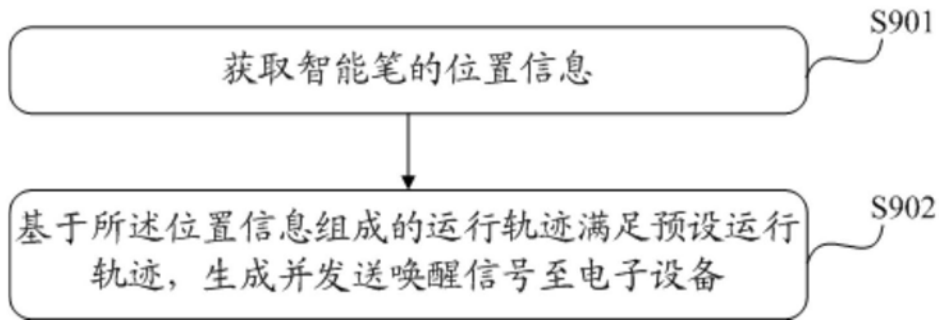 S901
获取智能笔的位置信息
S902
基于所述位置信息组成的运行轨迹满足预设运行
轨迹，生成并发送唤醒信号至电子设备